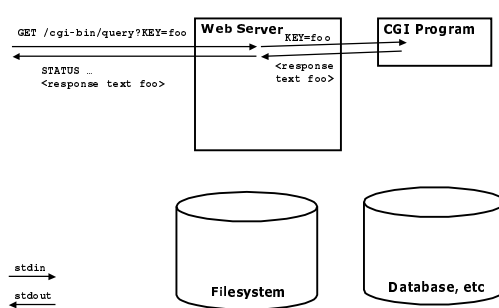 GET /cgi-bin/query?KEY=foo
Web Server
KEY=foo
CGI Program
STATUS …
<response text foo>
<response
text foo>
stdin
stdout
Filesystem
Database, etc